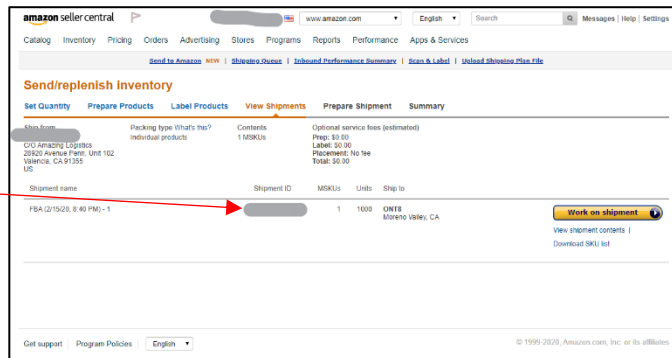 amazon seller central www.amazon.com English Search Messages | Help | Settings
Catalog Inventory Pricing Orders Advertising Stores Programs Reports Performance Apps & Services
Send to Amazon NEW | Shipping Queue | Inbound Performance Summary | Scan & Label | Upload Shipping Plan File
Send/replenish Inventory
Set Quantity Prepare Products Label Products View Shipments Prepare Shipment Summary
Ship from Packing type What's this? Contents Optional service fees (estimated)
Individual products 1 MSKUs Prep: $0.00
C/O Amazing Logistics Label: $0.00
28920 Avenue Penn, Unit 102 Placement: No fee
Valencia, CA 91355 Total: $0.00
US
Shipment name Shipment ID MSKUs Units Ship to
FBA (2/15/20, 8:40 PM) - 1 1 1000 ONT8 Work on shipment
Moreno Valley, CA
View shipment contents |
Download SKU list
Get support Program Policies English © 1999-2020, Amazon.com, Inc. or its affiliates